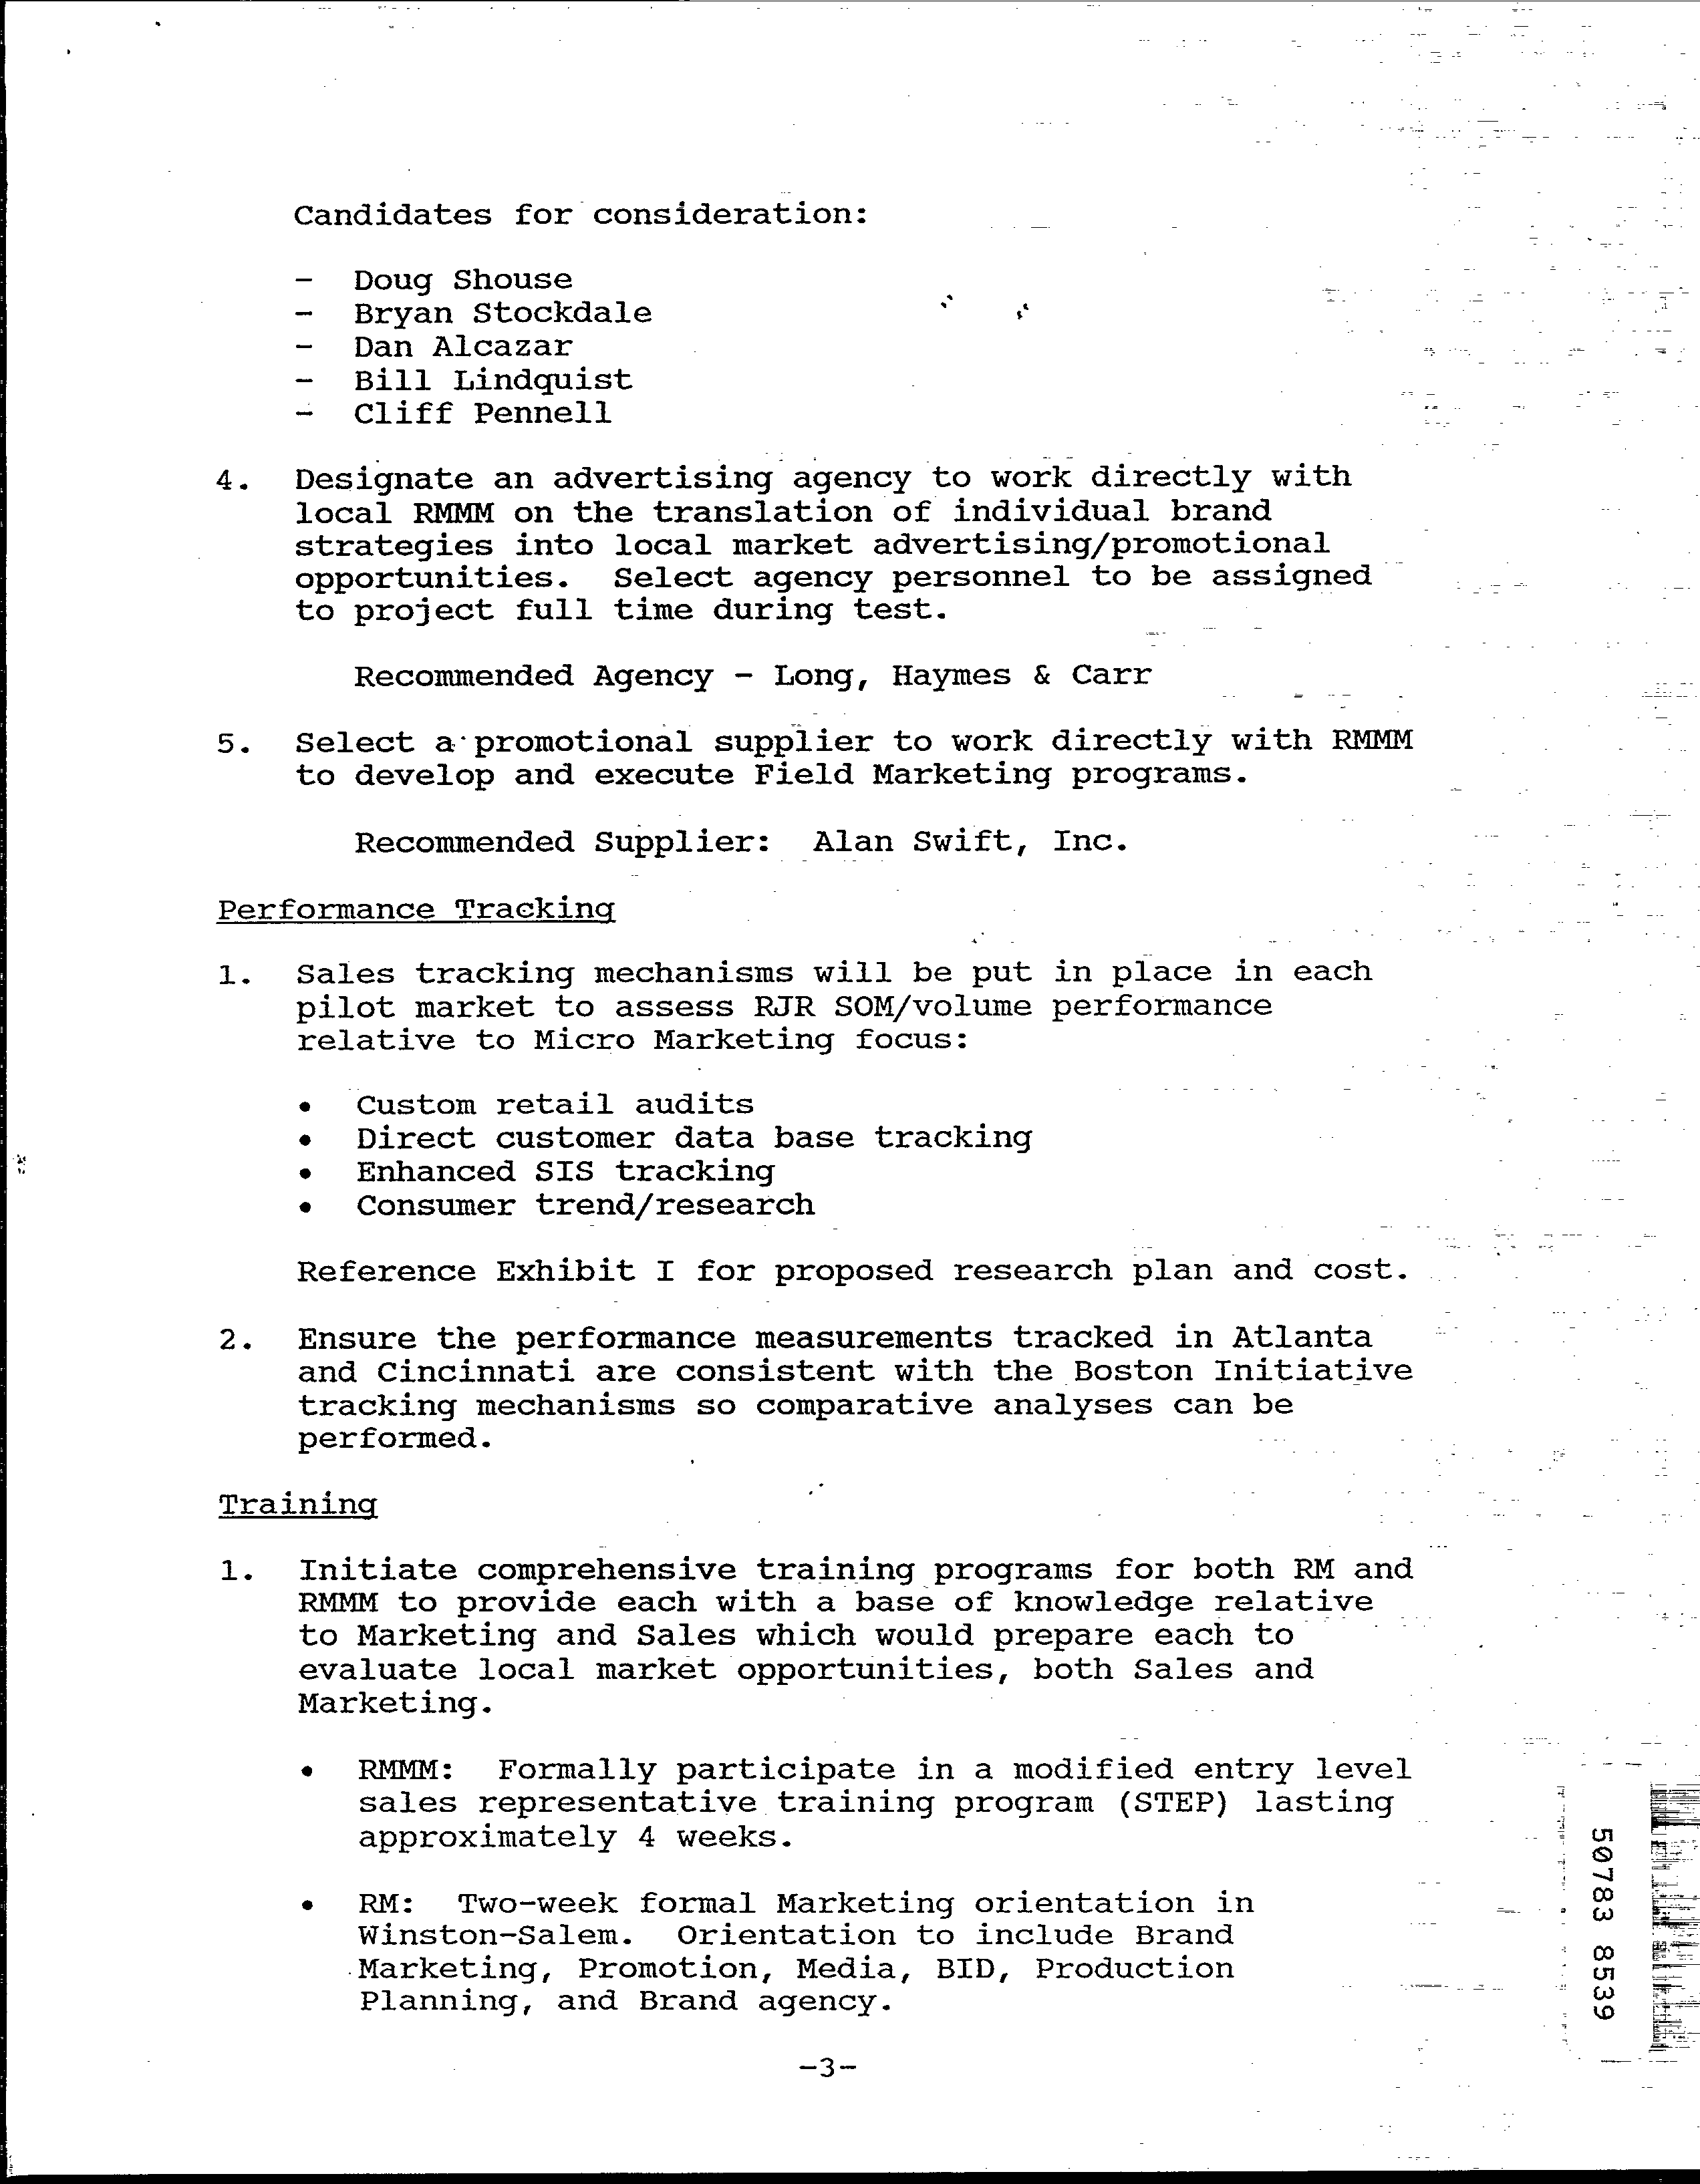 Candidates for consideration:
- Doug Shouse
- Bryan Stockdale
- Dan Alcazar
- Bill Lindquist
- Cliff Pennell
4. Designate an advertising agency to work directly with
local RMMM on the translation of individual brand
strategies into local market advertising/promotional
opportunities. Select agency personnel to be assigned
to project full time during test.
Recommended Agency - Long, Haymes & Carr
5. Select a promotional supplier to work directly with RMMM
to develop and execute Field Marketing programs.
Recommended Supplier: Alan Swift, Inc.
Performance Tracking
1. Sales tracking mechanisms will be put in place in each
pilot market to assess RJR SOM/volume performance
relative to Micro Marketing focus:
• Custom retail audits
• Direct customer data base tracking
• Enhanced SIS tracking
• Consumer trend/research
Reference Exhibit I for proposed research plan and cost.
2. Ensure the performance measurements tracked in Atlanta
and Cincinnati are consistent with the Boston Initiative
tracking mechanisms so comparative analyses can be
performed.
Training
1. Initiate comprehensive training programs for both RM and
RMMM to provide each with a base of knowledge relative
to Marketing and Sales which would prepare each to
evaluate local market opportunities, both Sales and
Marketing.
• RMMM: Formally participate in a modified entry level
sales representative training program (STEP) lasting
approximately 4 weeks.
• RM: Two-week formal Marketing orientation in
Winston-Salem. Orientation to include Brand
Marketing, Promotion, Media, BID, Production
Planning, and Brand agency.
-3-
50783 8539